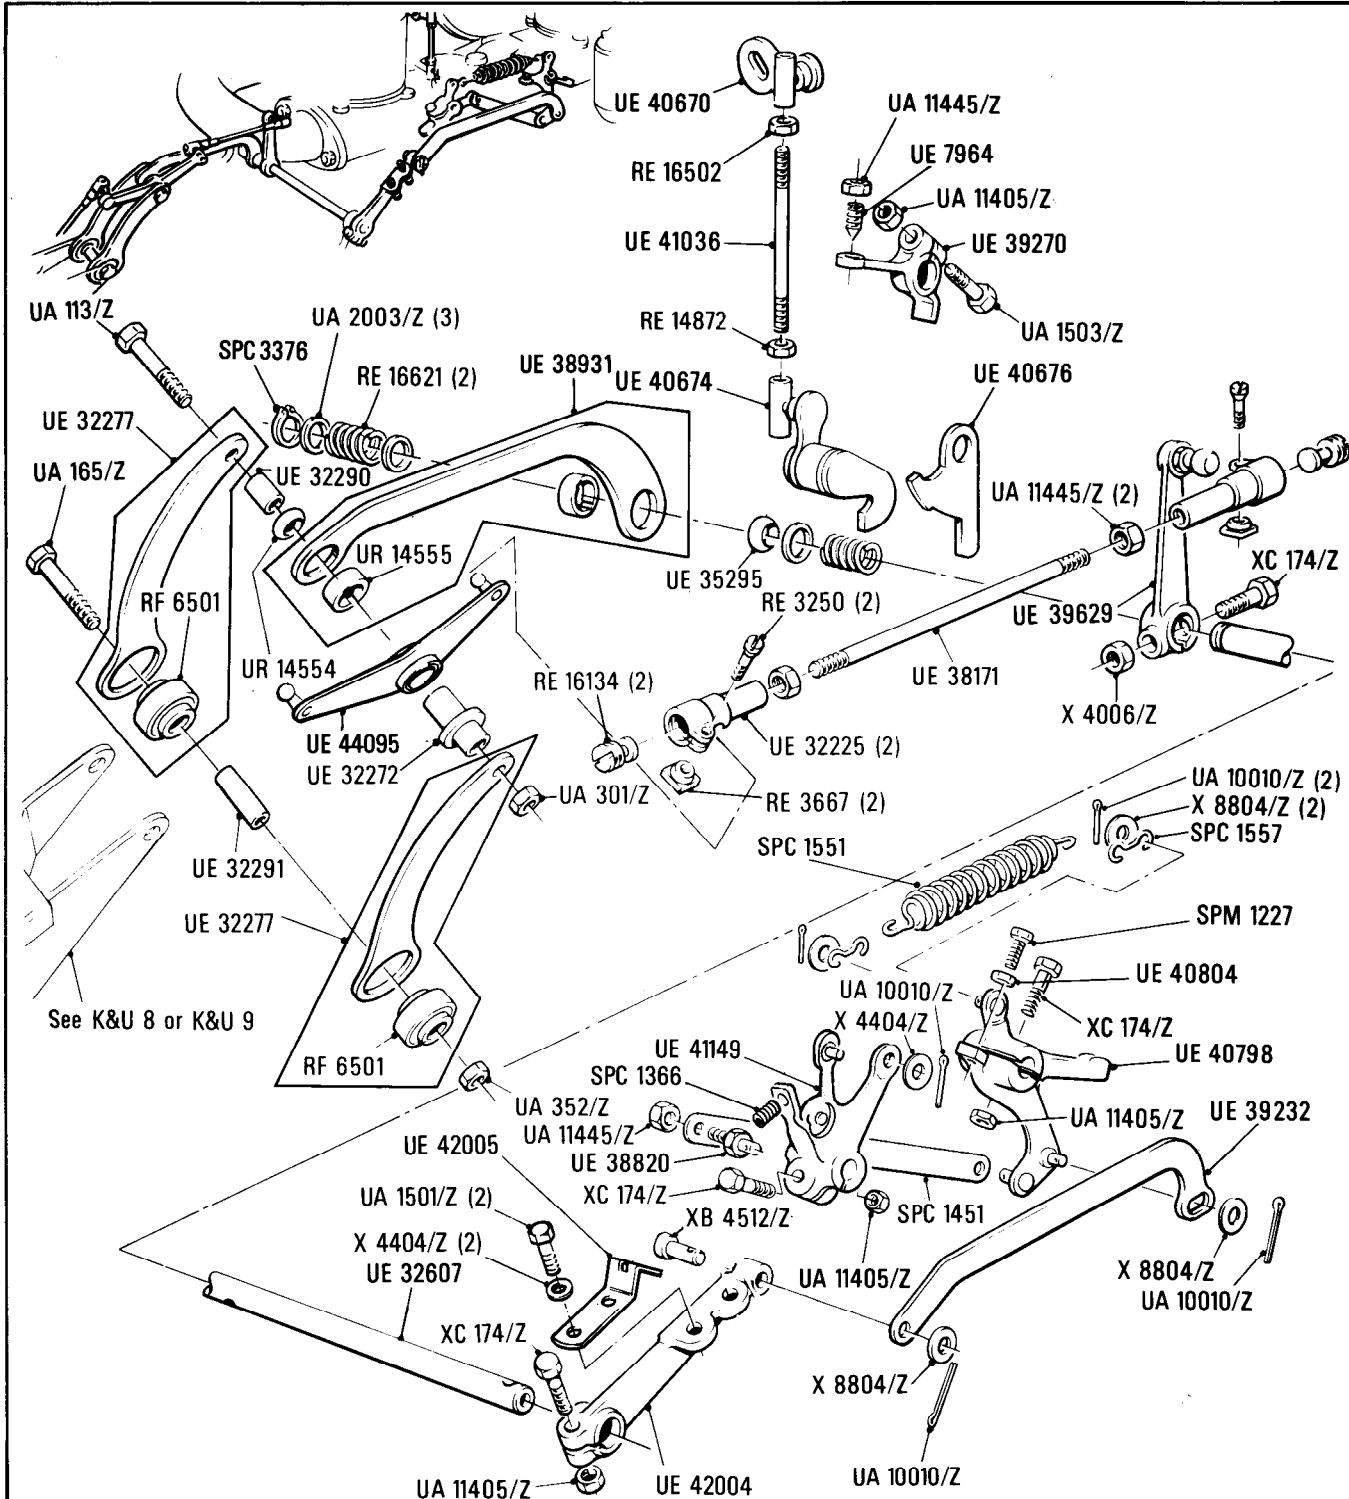 UE 40670
UA 11445/Z
RE 16502
UE 7964
UA 11405/Z
UE 41036
UE 39270
UA 113/Z
UA 2003/Z (3)
RE 14872
UA 1503/Z
SPC 3376
RE 16621 (2)
UE 38931
UE 40674
UE 40676
UE 32277
UE 32290
UA 165/Z
UA 11445/Z (2)
UR 14555
XC 174/Z
UE 35295
RF 6501
RE 3250 (2)
UE 39629
UR 14554
RE 16134 (2)
UE 38171
X 4006/Z
UE 44095
UE 32225 (2)
UE 32272
UA 301/Z
RE 3667 (2)
UA 10010/Z (2)
X 8804/Z (2)
SPC 1557
SPC 1551
UE 32291
UE 32277
SPM 1227
UE 40804
See K&U 8 or K&U 9
UA 10010/Z
X 4404/Z
XC 174/Z
UE 41149
UE 40798
RF 6501
SPC 1366
UA 352/Z
UA 11405/Z
UE 39232
UA 11445/Z
UE 42005
UE 38820
XC 174/Z
SPC 1451
UA 1501/Z (2)
XB 4512/Z
X 4404/Z (2)
UE 32607
UA 11405/Z
X 8804/Z
UA 10010/Z
XC 174/Z
X 8804/Z
UA 11405/Z
UE 42004
UA 10010/Z